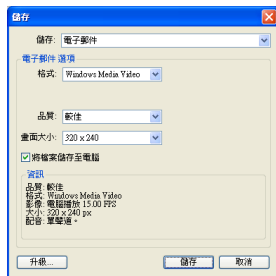 儲存
儲存: 電子郵件
電子郵件 選項
格式: Windows Media Video
品質: 較佳
畫面大小: 320 x 240
將檔案儲存至電腦
資訊
品質: 較佳
格式: Windows Media Video
影像: 電腦播放 15.00 FPS
大小: 320 x 240 px
配音: 單聲道。
升級... 儲存 取消